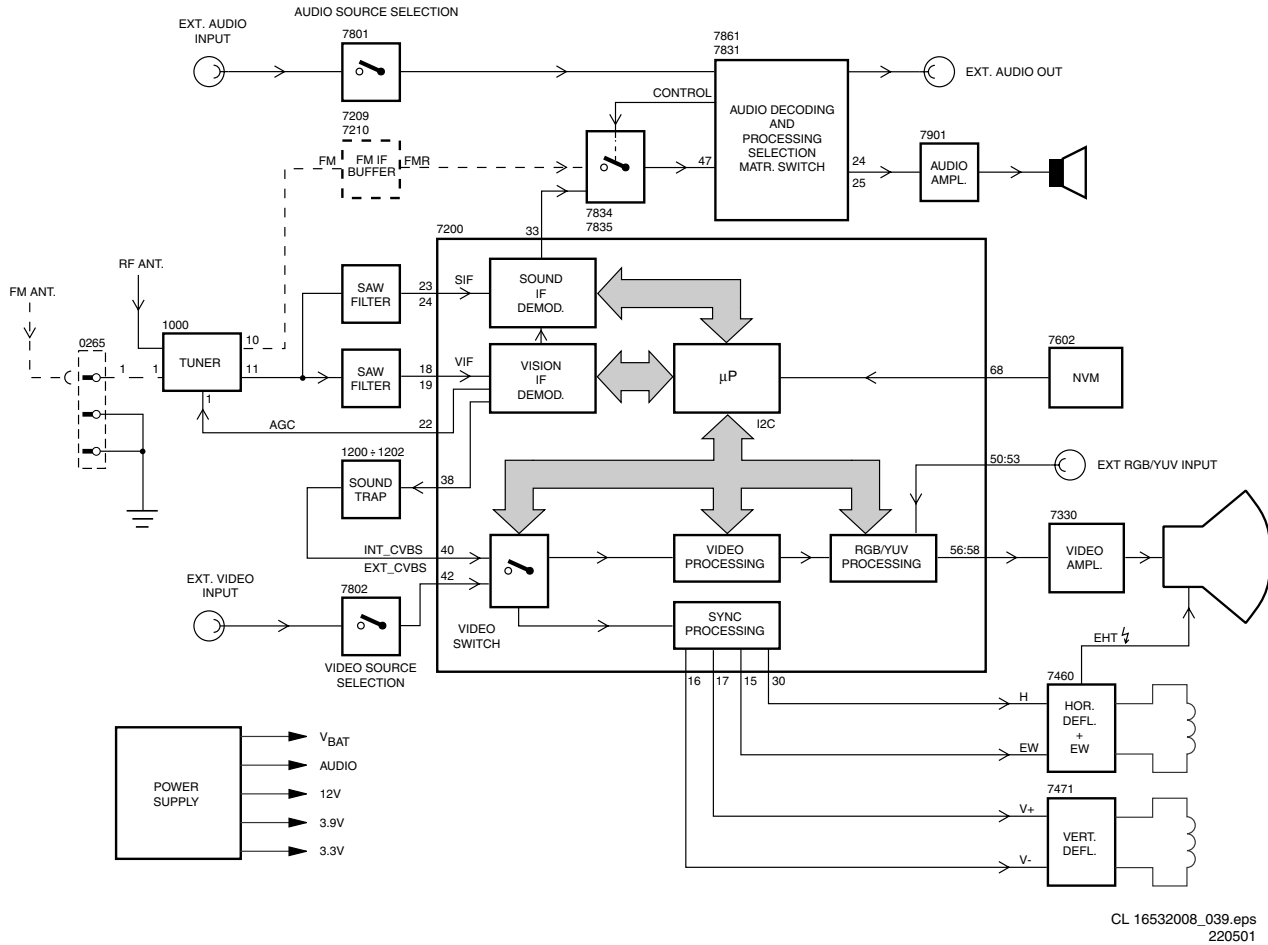 AUDIO SOURCE SELECTION
EXT. AUDIO
INPUT
7801
7861
7831
EXT. AUDIO OUT
CONTROL
AUDIO DECODING
AND
PROCESSING
SELECTION
MATR. SWITCH
7209
7210
FM
FM IF
BUFFER
FMR
47
24
25
7901
AUDIO
AMPL.
7834
7835
7200
33
RF ANT.
FM ANT.
SAW
FILTER
23
24
SIF
SOUND
IF
DEMOD.
1000
TUNER
10
11
0265
1
1
1
SAW
FILTER
18
19
VIF
VISION
IF
DEMOD.
µP
I2C
68
7602
NVM
AGC
22
1200 ÷ 1202
SOUND
TRAP
38
50:53
EXT RGB/YUV INPUT
INT_CVBS
40
EXT_CVBS
42
VIDEO
PROCESSING
RGB/YUV
PROCESSING
56:58
7330
VIDEO
AMPL.
EXT. VIDEO
INPUT
7802
VIDEO SOURCE
SELECTION
VIDEO
SWITCH
SYNC
PROCESSING
16
17
15
30
EHT
7460
H
EW
HOR.
DEFL.
+
EW
7471
V+
V-
VERT.
DEFL.
POWER
SUPPLY
VBAT
AUDIO
12V
3.9V
3.3V
CL 16532008_039.eps
220501